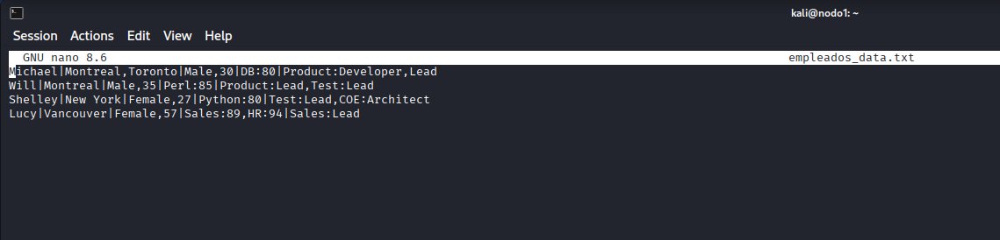 kali@nodo1: ~
Session Actions Edit View Help
GNU nano 8.6 empleados_data.txt
Michael|Montreal,Toronto|Male,30|DB:80|Product:Developer,Lead
Will|Montreal|Male,35|Perl:85|Product:Lead,Test:Lead
Shelley|New York|Female,27|Python:80|Test:Lead,COE:Architect
Lucy|Vancouver|Female,57|Sales:89,HR:94|Sales:Lead